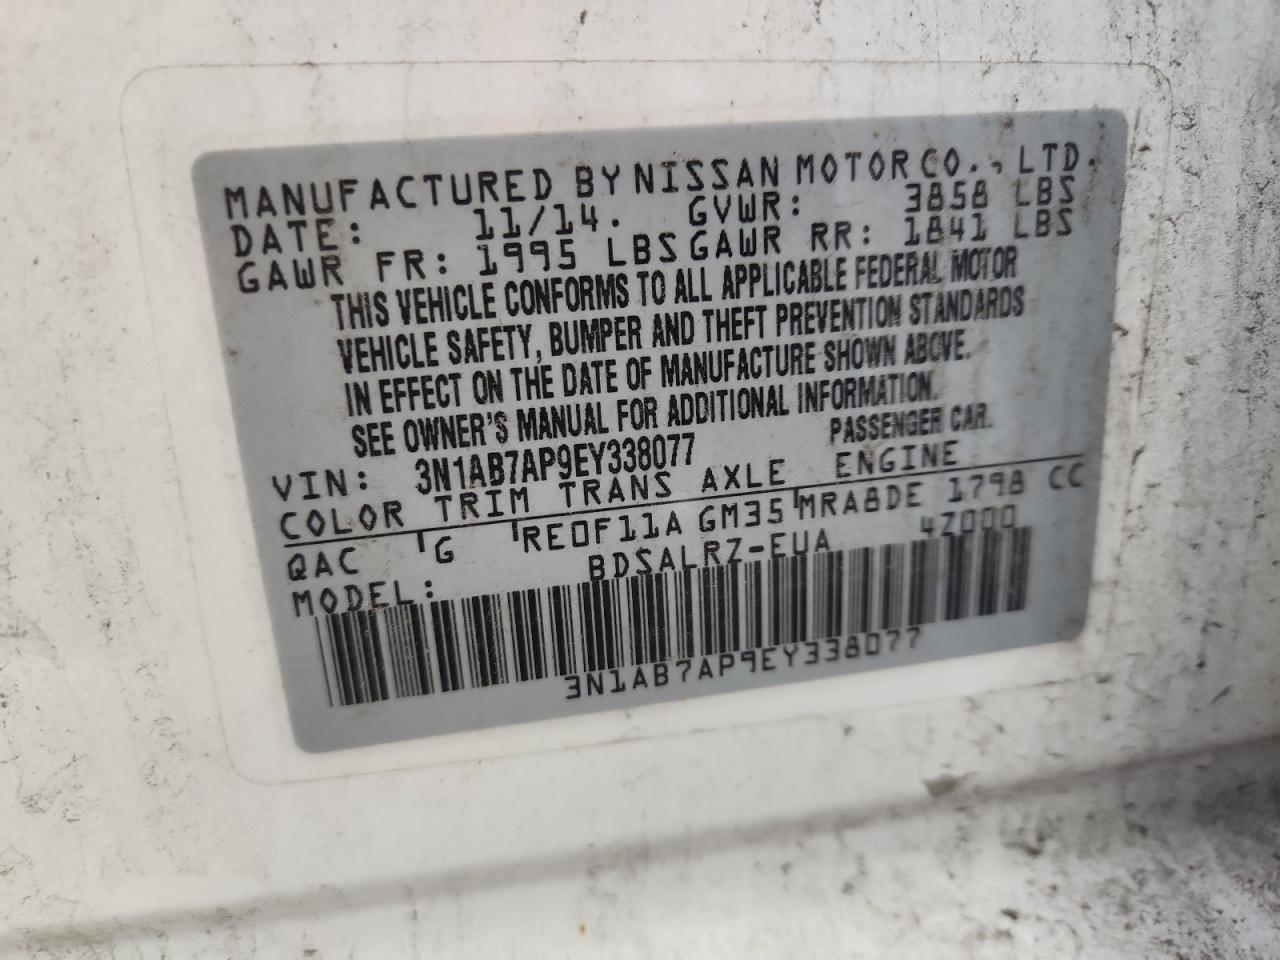 MANUFACTURED BY NISSAN MOTOR CO., LTD.
DATE: 11/14. GVWR: 3858 LBS
GAWR FR: 1995 LBS GAWR RR: 1841 LBS
THIS VEHICLE CONFORMS TO ALL APPLICABLE FEDERAL MOTOR
VEHICLE SAFETY, BUMPER AND THEFT PREVENTION STANDARDS
IN EFFECT ON THE DATE OF MANUFACTURE SHOWN ABOVE.
SEE OWNER'S MANUAL FOR ADDITIONAL INFORMATION.
VIN: 3N1AB7AP9EY338077 PASSENGER CAR.
COLOR TRIM TRANS AXLE ENGINE
QAC G RE0F11A GM35 MRA8DE 1798 CC
MODEL: BDSALRZ-EUA 4Z000
3N1AB7AP9EY338077